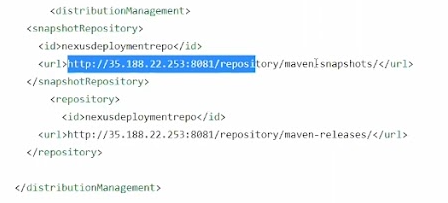 <distributionManagement>
<snapshotRepository>
<id>nexusdeploymentrepo</id>
<url>http://35.188.22.253:8081/repository/maven-snapshots/</url>
</snapshotRepository>
<repository>
<id>nexusdeploymentrepo</id>
<url>http://35.188.22.253:8081/repository/maven-releases/</url>
</repository>
</distributionManagement>